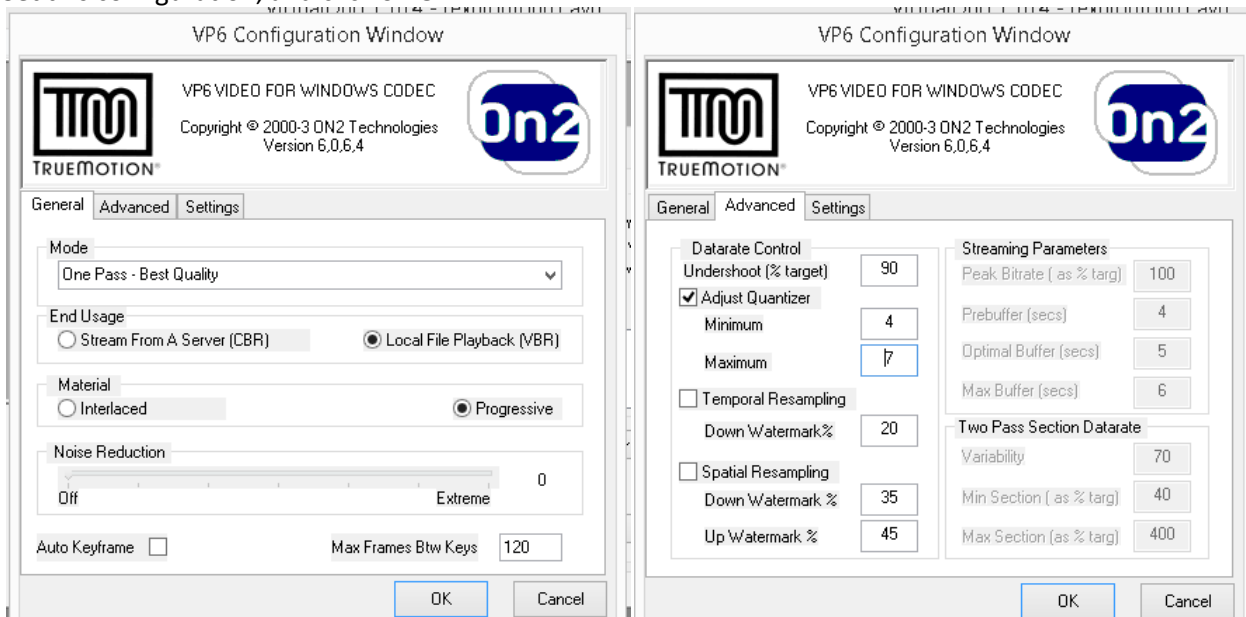 VP6 Configuration Window
TM
TRUEMOTION®
VP6 VIDEO FOR WINDOWS CODEC
Copyright © 2000-3 ON2 Technologies
Version 6,0,6,4
On2
General Advanced Settings
Mode
One Pass - Best Quality
End Usage
Stream From A Server (CBR) Local File Playback (VBR)
Material
Interlaced Progressive
Noise Reduction
0
Off Extreme
Auto Keyframe Max Frames Btw Keys 120
OK Cancel
VP6 Configuration Window
TM
TRUEMOTION®
VP6 VIDEO FOR WINDOWS CODEC
Copyright © 2000-3 ON2 Technologies
Version 6,0,6,4
On2
General Advanced Settings
Datarate Control
Undershoot (% target) 90
Adjust Quantizer
Minimum 4
Maximum 7
Temporal Resampling
Down Watermark% 20
Spatial Resampling
Down Watermark % 35
Up Watermark % 45
Streaming Parameters
Peak Bitrate ( as % targ) 100
Prebuffer (secs) 4
Optimal Buffer (secs) 5
Max Buffer (secs) 6
Two Pass Section Datarate
Variability 70
Min Section ( as % targ) 40
Max Section (as % targ) 400
OK Cancel